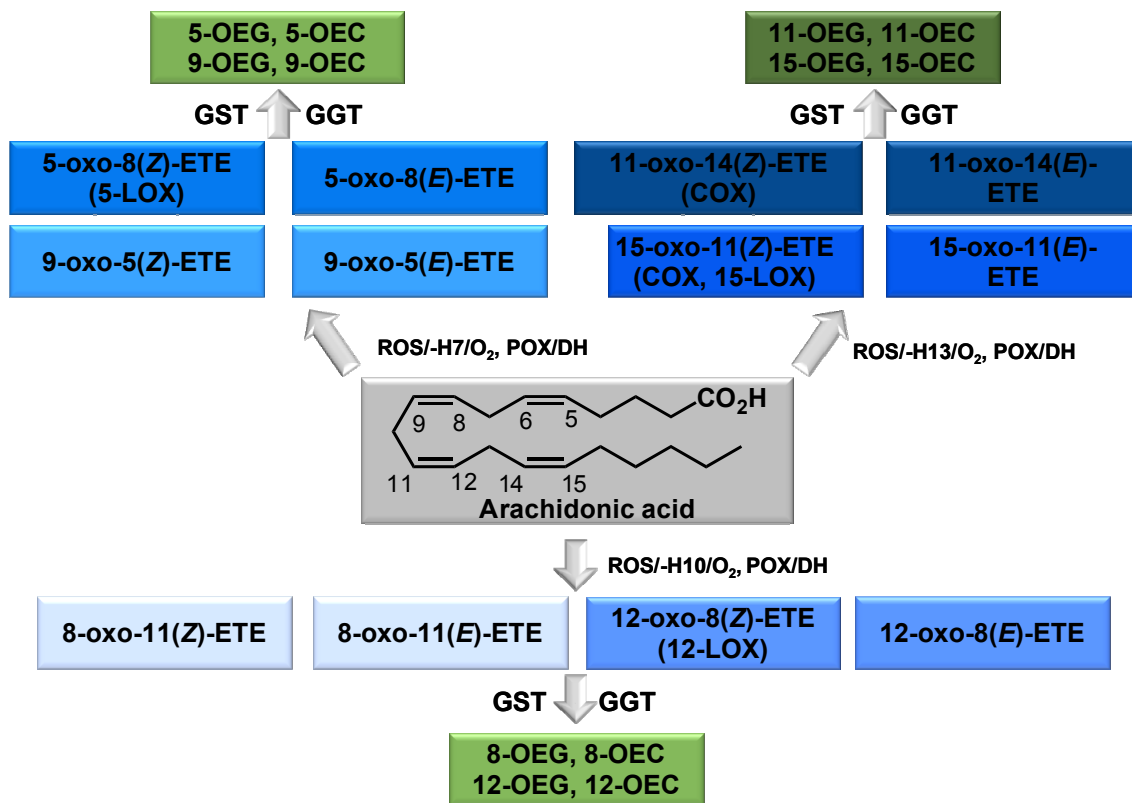 5-OEG, 5-OEC
9-OEG, 9-OEC
GST GGT
5-oxo-8(Z)-ETE
(5-LOX)
5-oxo-8(E)-ETE
9-oxo-5(Z)-ETE
9-oxo-5(E)-ETE
11-OEG, 11-OEC
15-OEG, 15-OEC
GST GGT
11-oxo-14(Z)-ETE
(COX)
11-oxo-14(E)-
ETE
15-oxo-11(Z)-ETE
(COX, 15-LOX)
15-oxo-11(E)-
ETE
ROS/-H7/O₂, POX/DH
ROS/-H13/O₂, POX/DH
CO₂H
9 8 6 5
11 12 14 15
Arachidonic acid
ROS/-H10/O₂, POX/DH
8-oxo-11(Z)-ETE
8-oxo-11(E)-ETE
12-oxo-8(Z)-ETE
(12-LOX)
12-oxo-8(E)-ETE
GST GGT
8-OEG, 8-OEC
12-OEG, 12-OEC